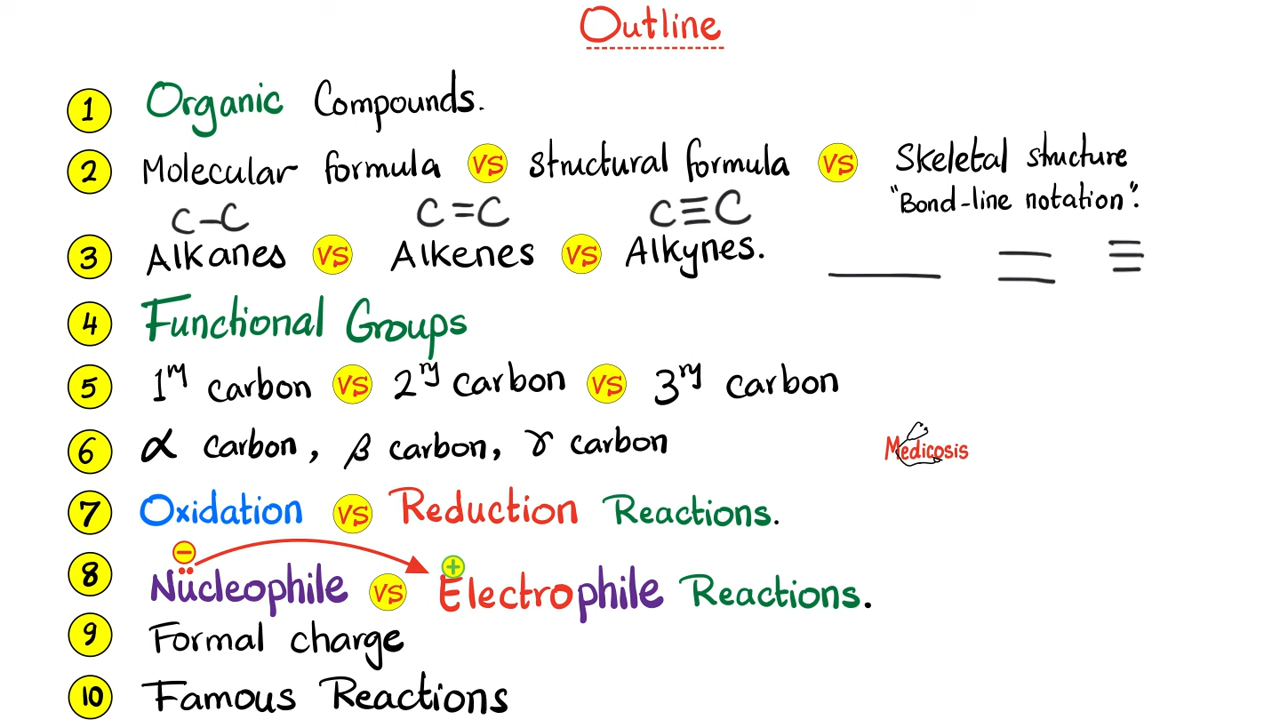 Outline
1 Organic Compounds.
2 Molecular formula VS structural formula VS Skeletal structure
"Bond-line notation".
C-C C=C C≡C
3 Alkanes VS Alkenes VS Alkynes.
4 Functional Groups
5 1ry carbon VS 2ry carbon VS 3ry carbon
6 α carbon, β carbon, γ carbon
Medicosis
7 Oxidation VS Reduction Reactions.
− +
8 Nücleophile VS Electrophile Reactions.
9 Formal charge
10 Famous Reactions